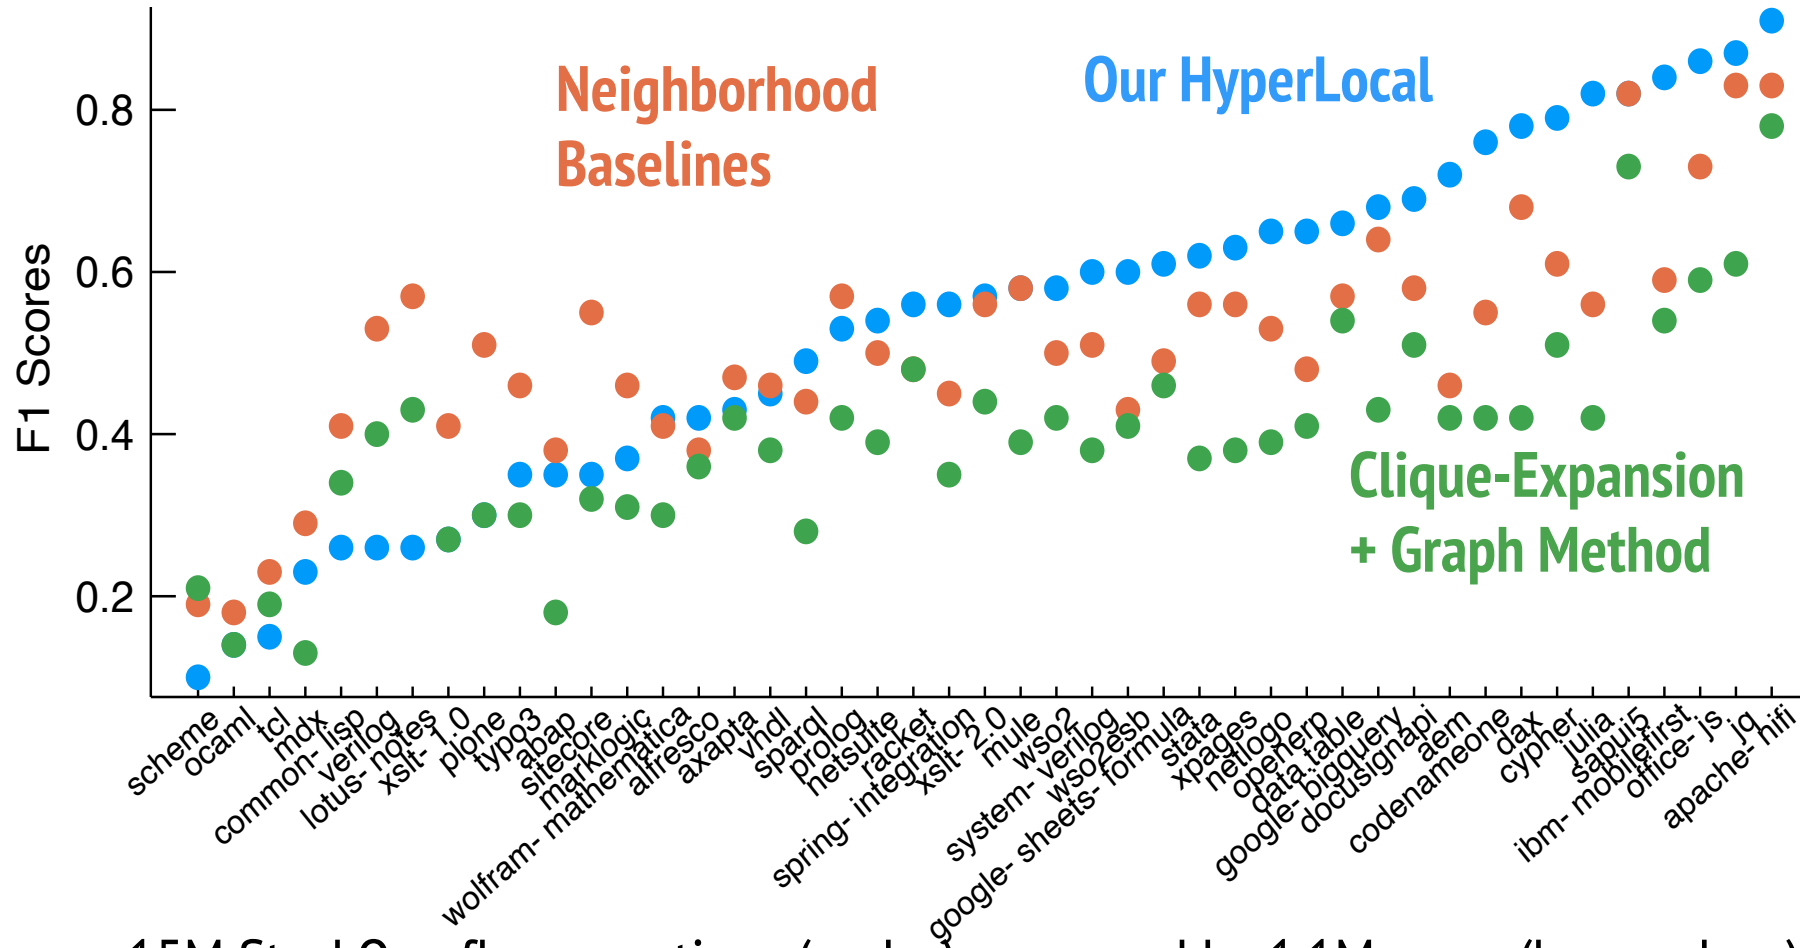 Neighborhood
Baselines
Our HyperLocal
Clique-Expansion
+ Graph Method
F1 Scores
0.8
0.6
0.4
0.2
scheme
ocaml
tcl
mdx
common- lisp
verilog
lotus- notes
xslt- 1.0
plone
typo3
abap
sitecore
marklogic
wolfram- mathematica
alfresco
axapta
vhdl
sparql
prolog
netsuite
racket
spring- integration
xslt- 2.0
mule
wso2
system- verilog
wso2esb
google- sheets- formula
stata
xpages
netlogo
openerp
data.table
google- bigquery
docusignapi
aem
codenameone
dax
cypher
julia
sapui5
ibm- mobilefirst
office- js
jq
apache- nifi